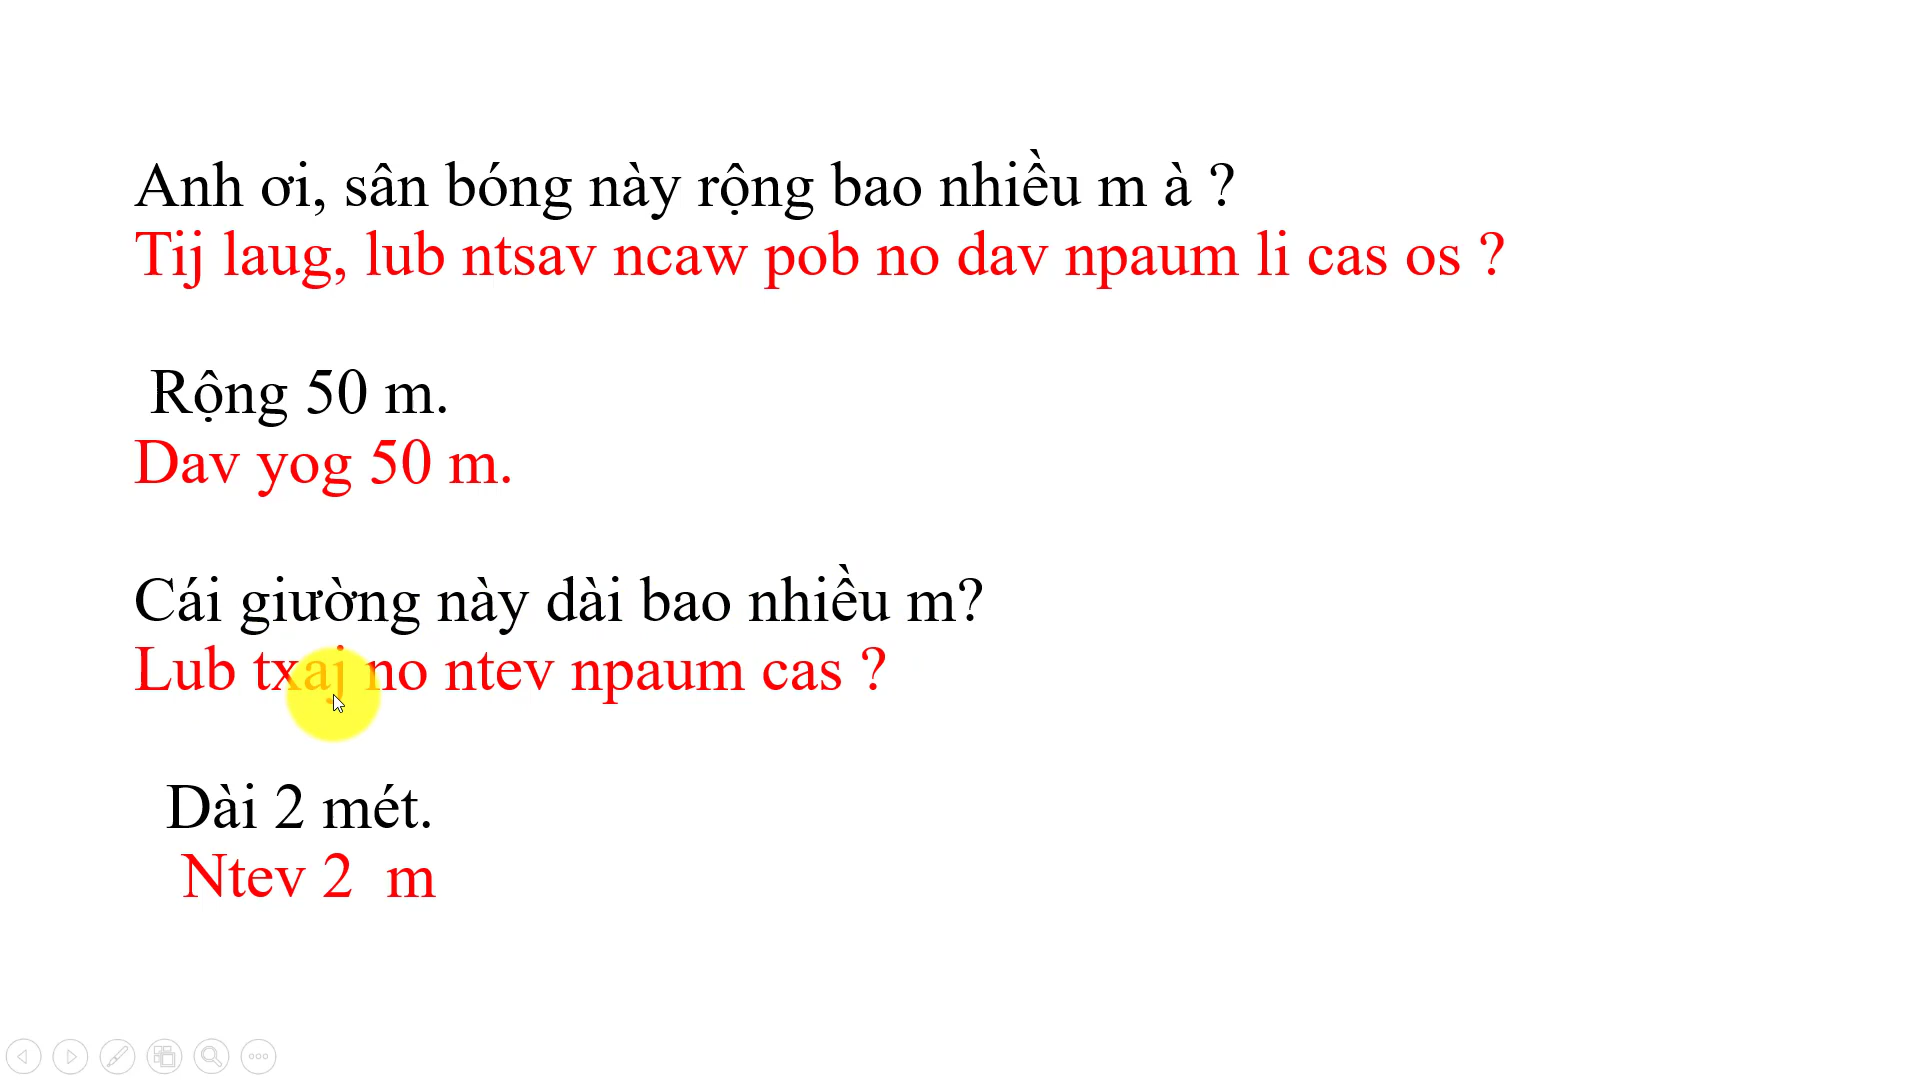 Anh ơi, sân bóng này rộng bao nhiều m à ?
Tij laug, lub ntsav ncaw pob no dav npaum li cas os ?
Rộng 50 m.
Dav yog 50 m.
Cái giường này dài bao nhiều m?
Lub txaj no ntev npaum cas ?
Dài 2 mét.
Ntev 2 m